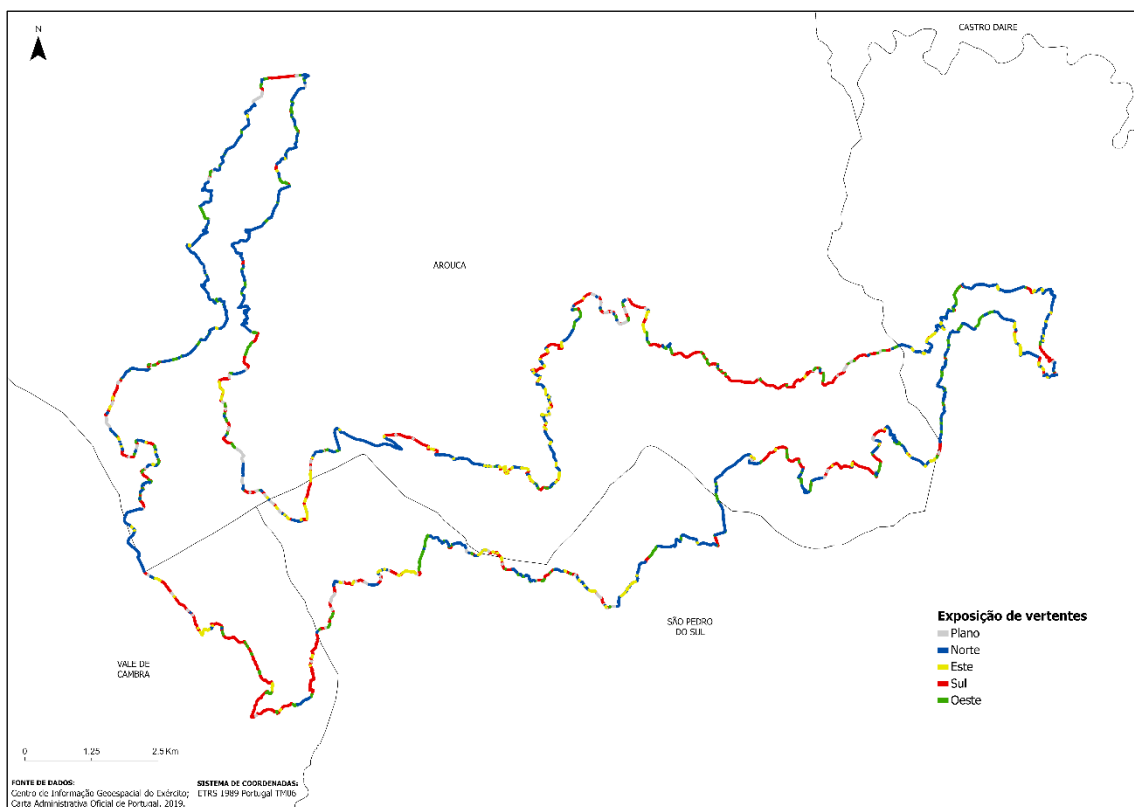 N
CASTRO DAIRE
AROUCA
SÃO PEDRO
DO SUL
VALE DE
CAMBRA
Exposição de vertentes
Plano
Norte
Este
Sul
Oeste
0 1.25 2.5 Km
FONTE DE DADOS:
Centro de Informação Geoespacial do Exército;
Carta Administrativa Oficial de Portugal, 2019.
SISTEMA DE COORDENADAS:
ETRS 1989 Portugal TM06